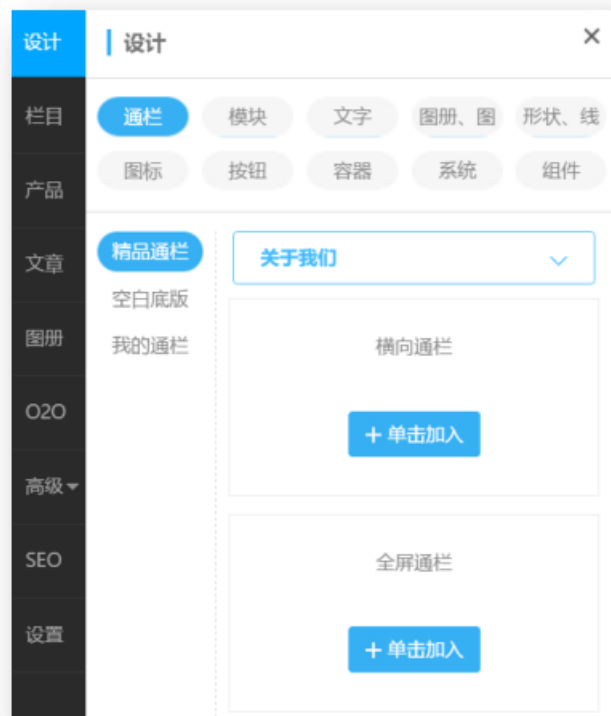 设计
栏目
产品
文章
图册
O2O
高级
SEO
设置
设计
通栏 模块 文字 图册、图 形状、线
图标 按钮 容器 系统 组件
精品通栏
空白底版
我的通栏
关于我们
横向通栏
+ 单击加入
全屏通栏
+ 单击加入